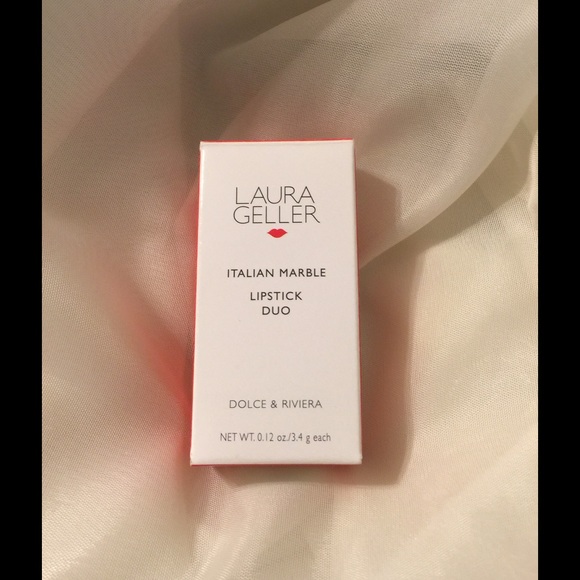 LAURA
GELLER
ITALIAN MARBLE
LIPSTICK
DUO
DOLCE & RIVIERA
NET WT. 0.12 oz./3.4 g each